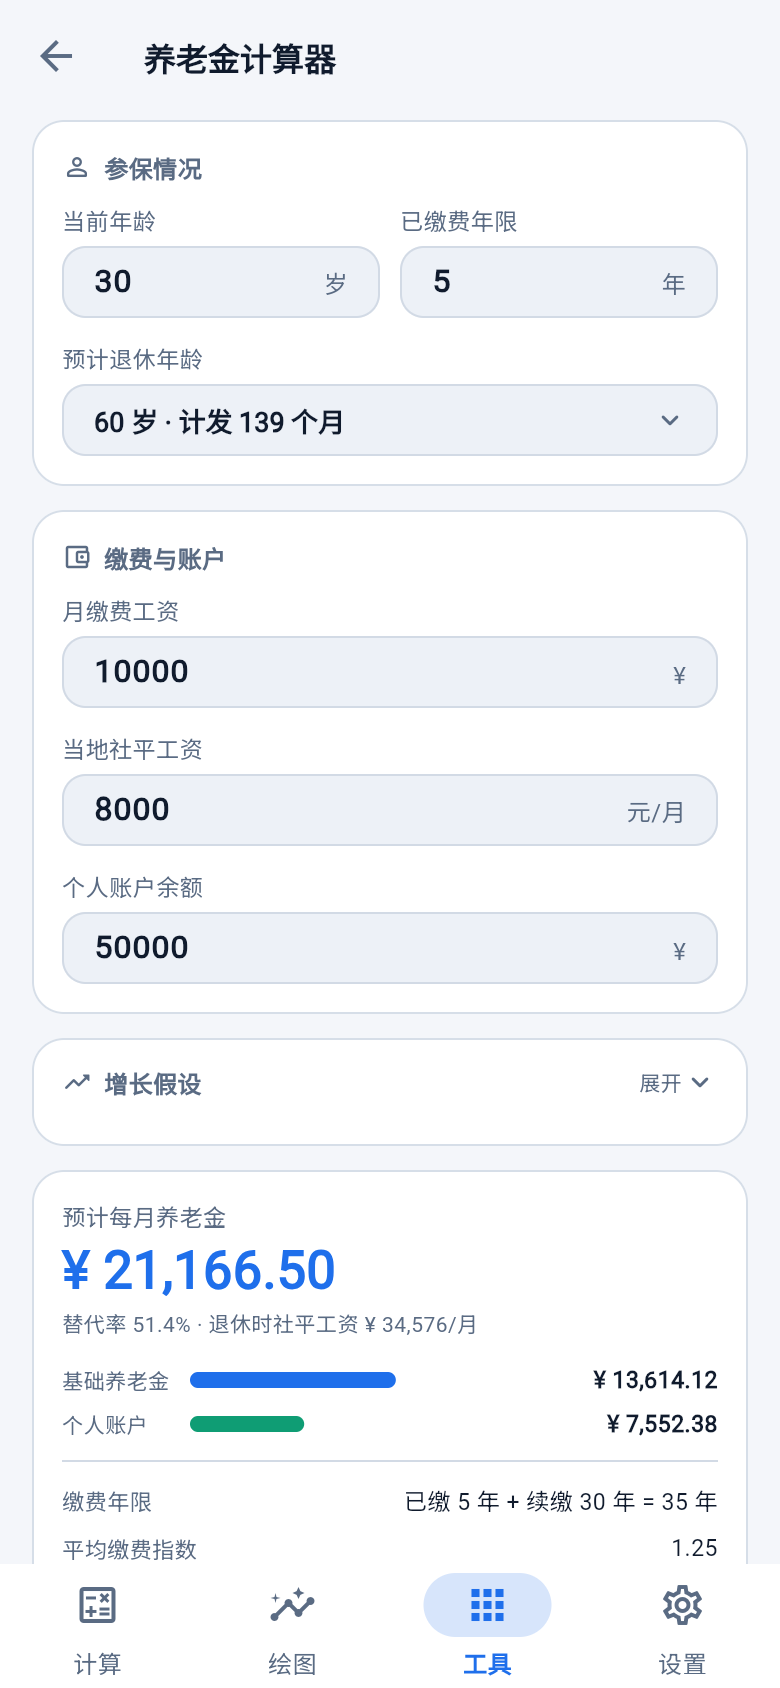 养老金计算器
参保情况
当前年龄 已缴费年限
30 岁 5 年
预计退休年龄
60 岁 · 计发 139 个月
缴费与账户
月缴费工资
10000 ¥
当地社平工资
8000 元/月
个人账户余额
50000 ¥
增长假设 展开
预计每月养老金
¥ 21,166.50
替代率 51.4% · 退休时社平工资 ¥ 34,576/月
基础养老金 ¥ 13,614.12
个人账户 ¥ 7,552.38
缴费年限 已缴 5 年 + 续缴 30 年 = 35 年
平均缴费指数 1.25
计算 绘图 工具 设置